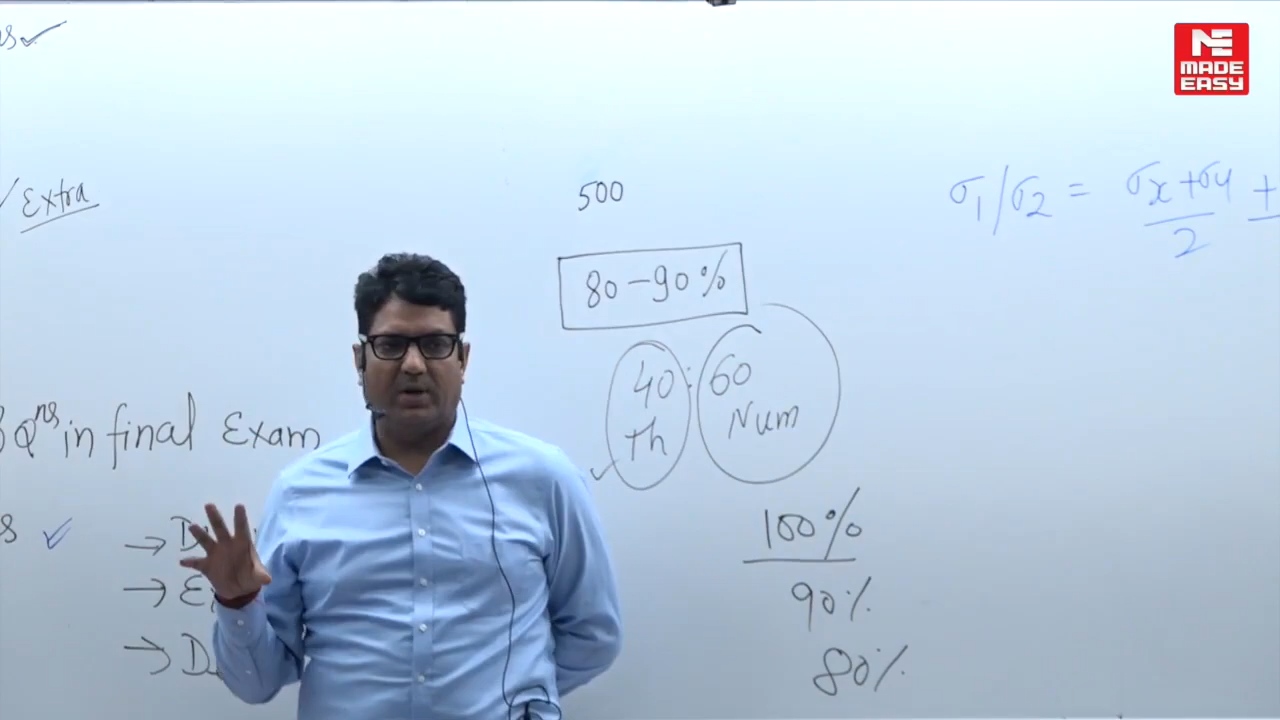 MADE
EASY
Extra
500
σ1/σ2 = σx+σy/2 ±
80-90%
40 : 60
Th Num
Qns in final Exam
100%
90%
80%